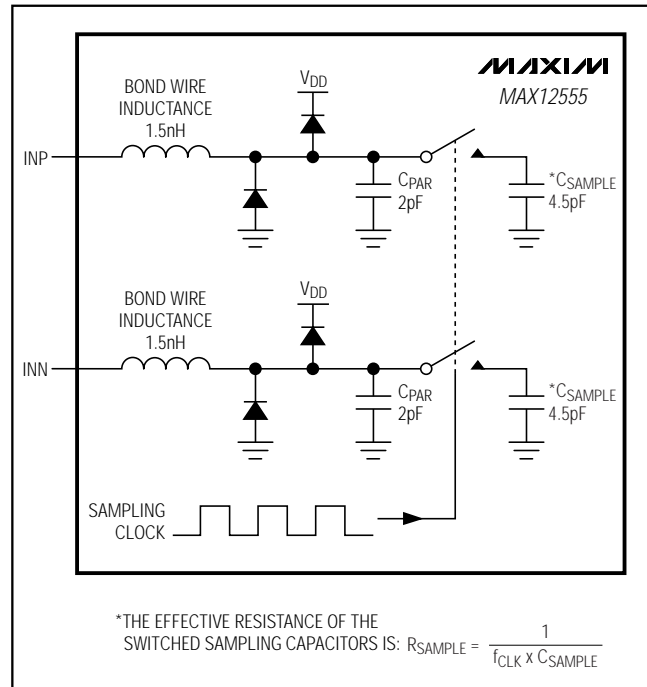 MAXIM
MAX12555
BOND WIRE
INDUCTANCE
1.5nH
VDD
INP
CPAR
2pF
*CSAMPLE
4.5pF
BOND WIRE
INDUCTANCE
1.5nH
VDD
INN
CPAR
2pF
*CSAMPLE
4.5pF
SAMPLING
CLOCK
*THE EFFECTIVE RESISTANCE OF THE
SWITCHED SAMPLING CAPACITORS IS: RSAMPLE = 1
fCLK x CSAMPLE